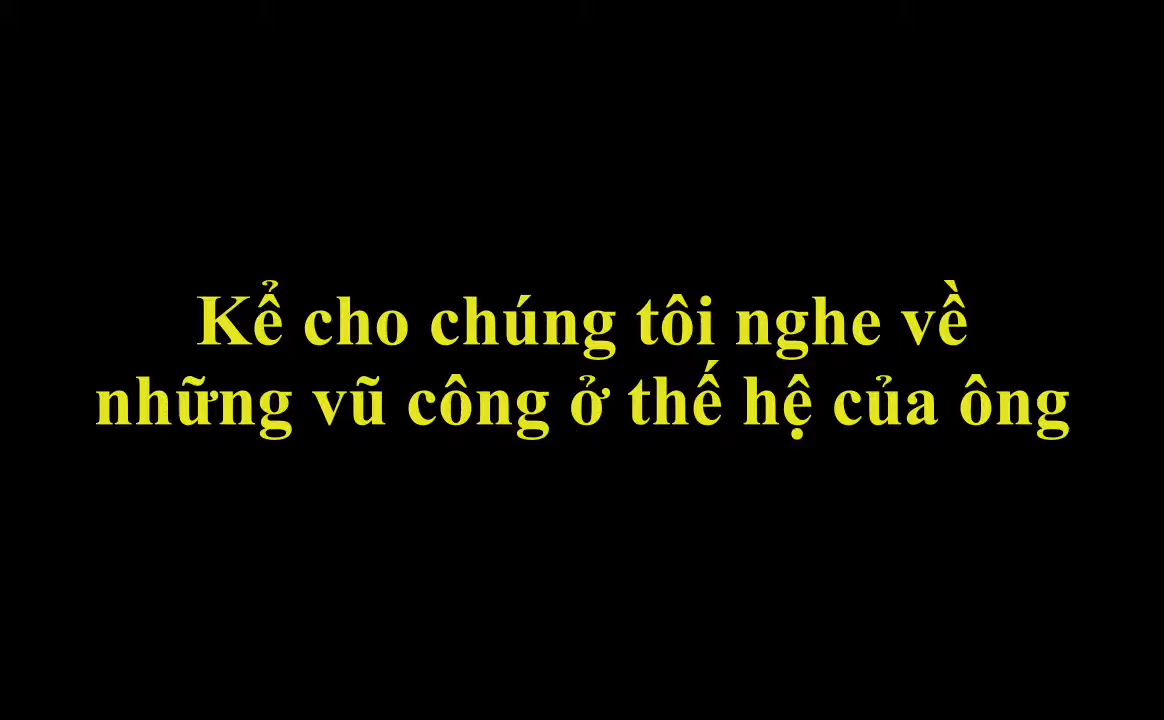 Kể cho chúng tôi nghe về
những vũ công ở thế hệ của ông